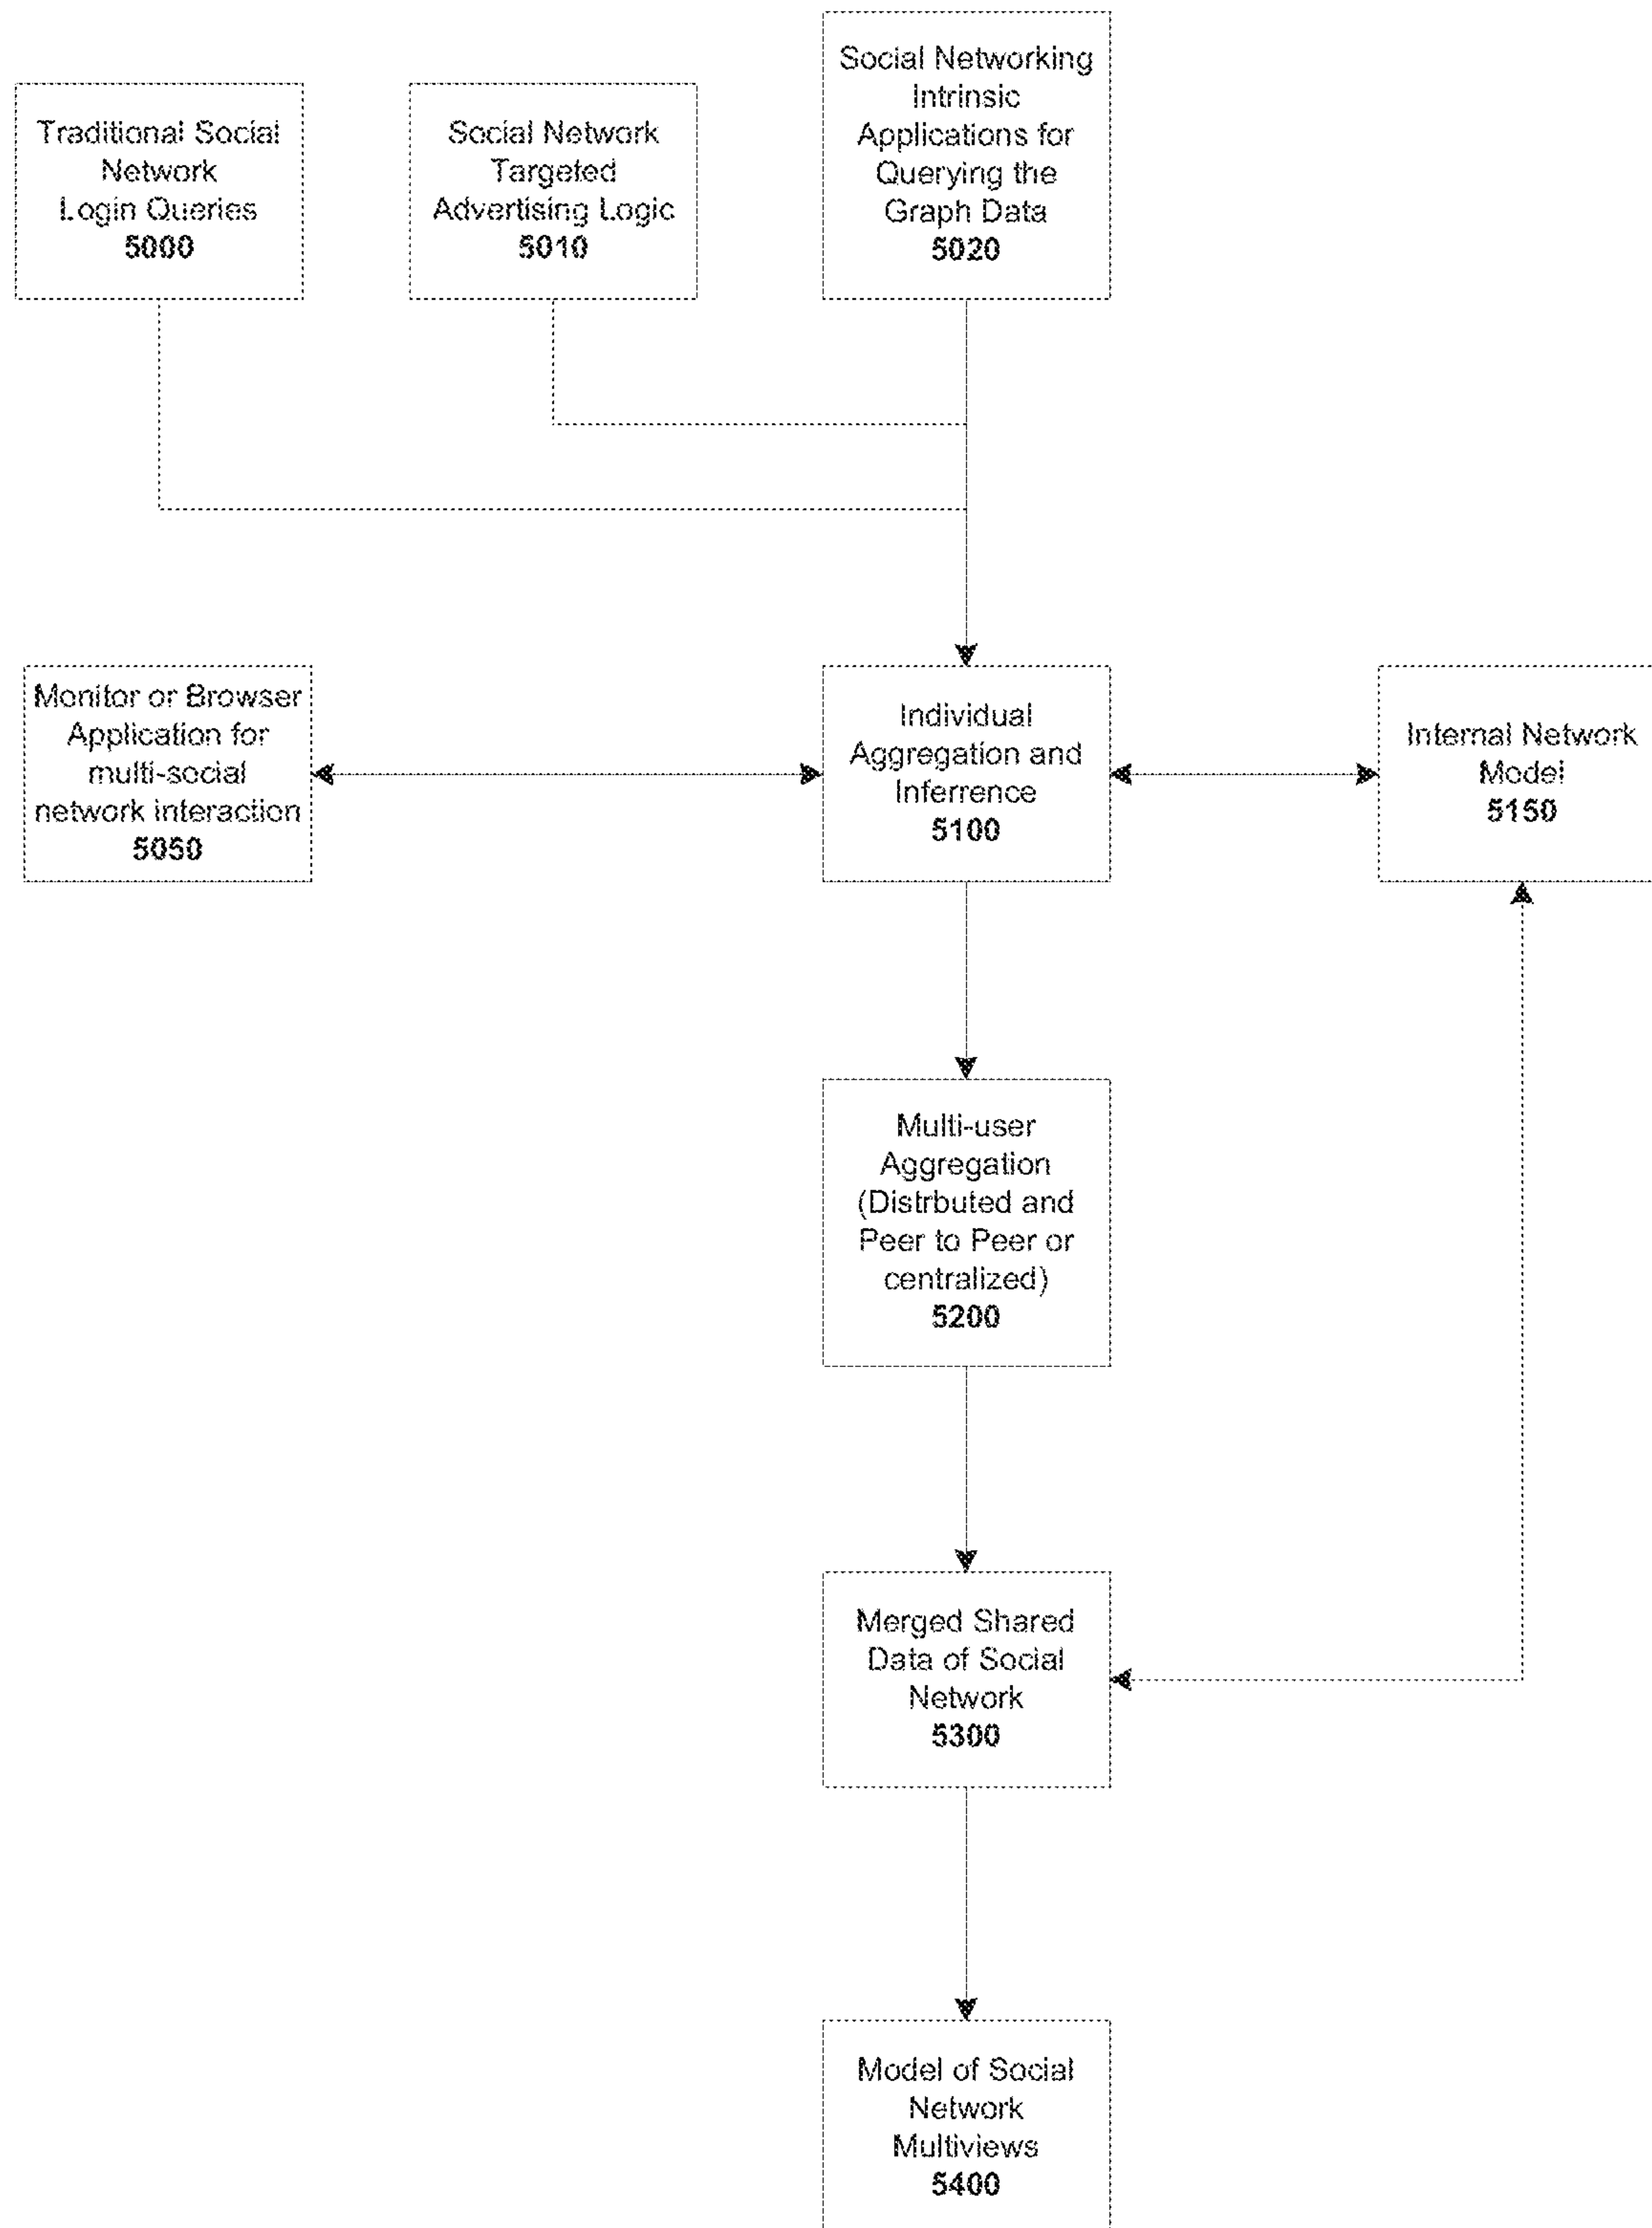 Traditional Social
Network
Login Queries
5000
Social Network
Targeted
Advertising Logic
5010
Social Networking
Intrinsic
Applications for
Querying the
Graph Data
5020
Monitor or Browser
Application for
multi-social
network interaction
5050
Individual
Aggregation and
Inferrence
5100
Internal Network
Model
5150
Multi-user
Aggregation
(Distrbuted and
Peer to Peer or
centralized)
5200
Merged Shared
Data of Social
Network
5300
Model of Social
Network
Multiviews
5400